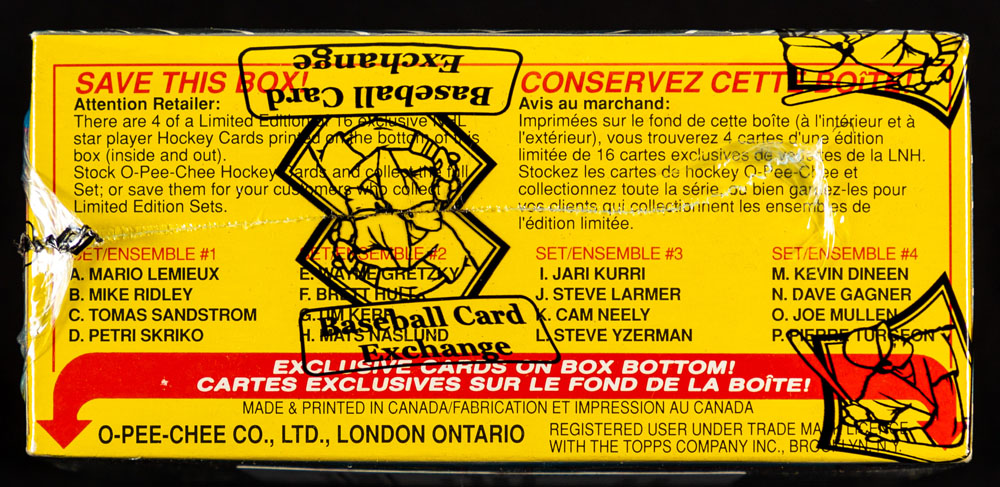 Baseball Card
Exchange
SAVE THIS BOX!
Attention Retailer:
There are 4 of a Limited Edition of 16 exclusive NHL
star player Hockey Cards printed on the bottom of this
box (inside and out).
Stock O-Pee-Chee Hockey Cards and collect the full
Set; or save them for your customers who collect
Limited Edition Sets.
CONSERVEZ CETTE BOÎTE!
Avis au marchand:
Imprimées sur le fond de cette boîte (à l'intérieur et à
l'extérieur), vous trouverez 4 cartes d'une édition
limitée de 16 cartes exclusives de vedettes de la LNH.
Stockez les cartes de hockey O-Pee-Chee et
collectionnez toute la série, ou bien gardez-les pour
vos clients qui collectionnent les ensembles de
l'édition limitée.
SET/ENSEMBLE #1
A. MARIO LEMIEUX
B. MIKE RIDLEY
C. TOMAS SANDSTROM
D. PETRI SKRIKO
SET/ENSEMBLE #2
E. WAYNE GRETZKY
F. BRETT HULL
G. TIM KERR
H. MATS NASLUND
SET/ENSEMBLE #3
I. JARI KURRI
J. STEVE LARMER
K. CAM NEELY
L. STEVE YZERMAN
SET/ENSEMBLE #4
M. KEVIN DINEEN
N. DAVE GAGNER
O. JOE MULLEN
P. PIERRE TURGEON
Baseball Card
Exchange
EXCLUSIVE CARDS ON BOX BOTTOM!
CARTES EXCLUSIVES SUR LE FOND DE LA BOÎTE!
MADE & PRINTED IN CANADA/FABRICATION ET IMPRESSION AU CANADA
O-PEE-CHEE CO., LTD., LONDON ONTARIO
REGISTERED USER UNDER TRADE MARK LICENCE
WITH THE TOPPS COMPANY INC., BROOKLYN, N.Y.